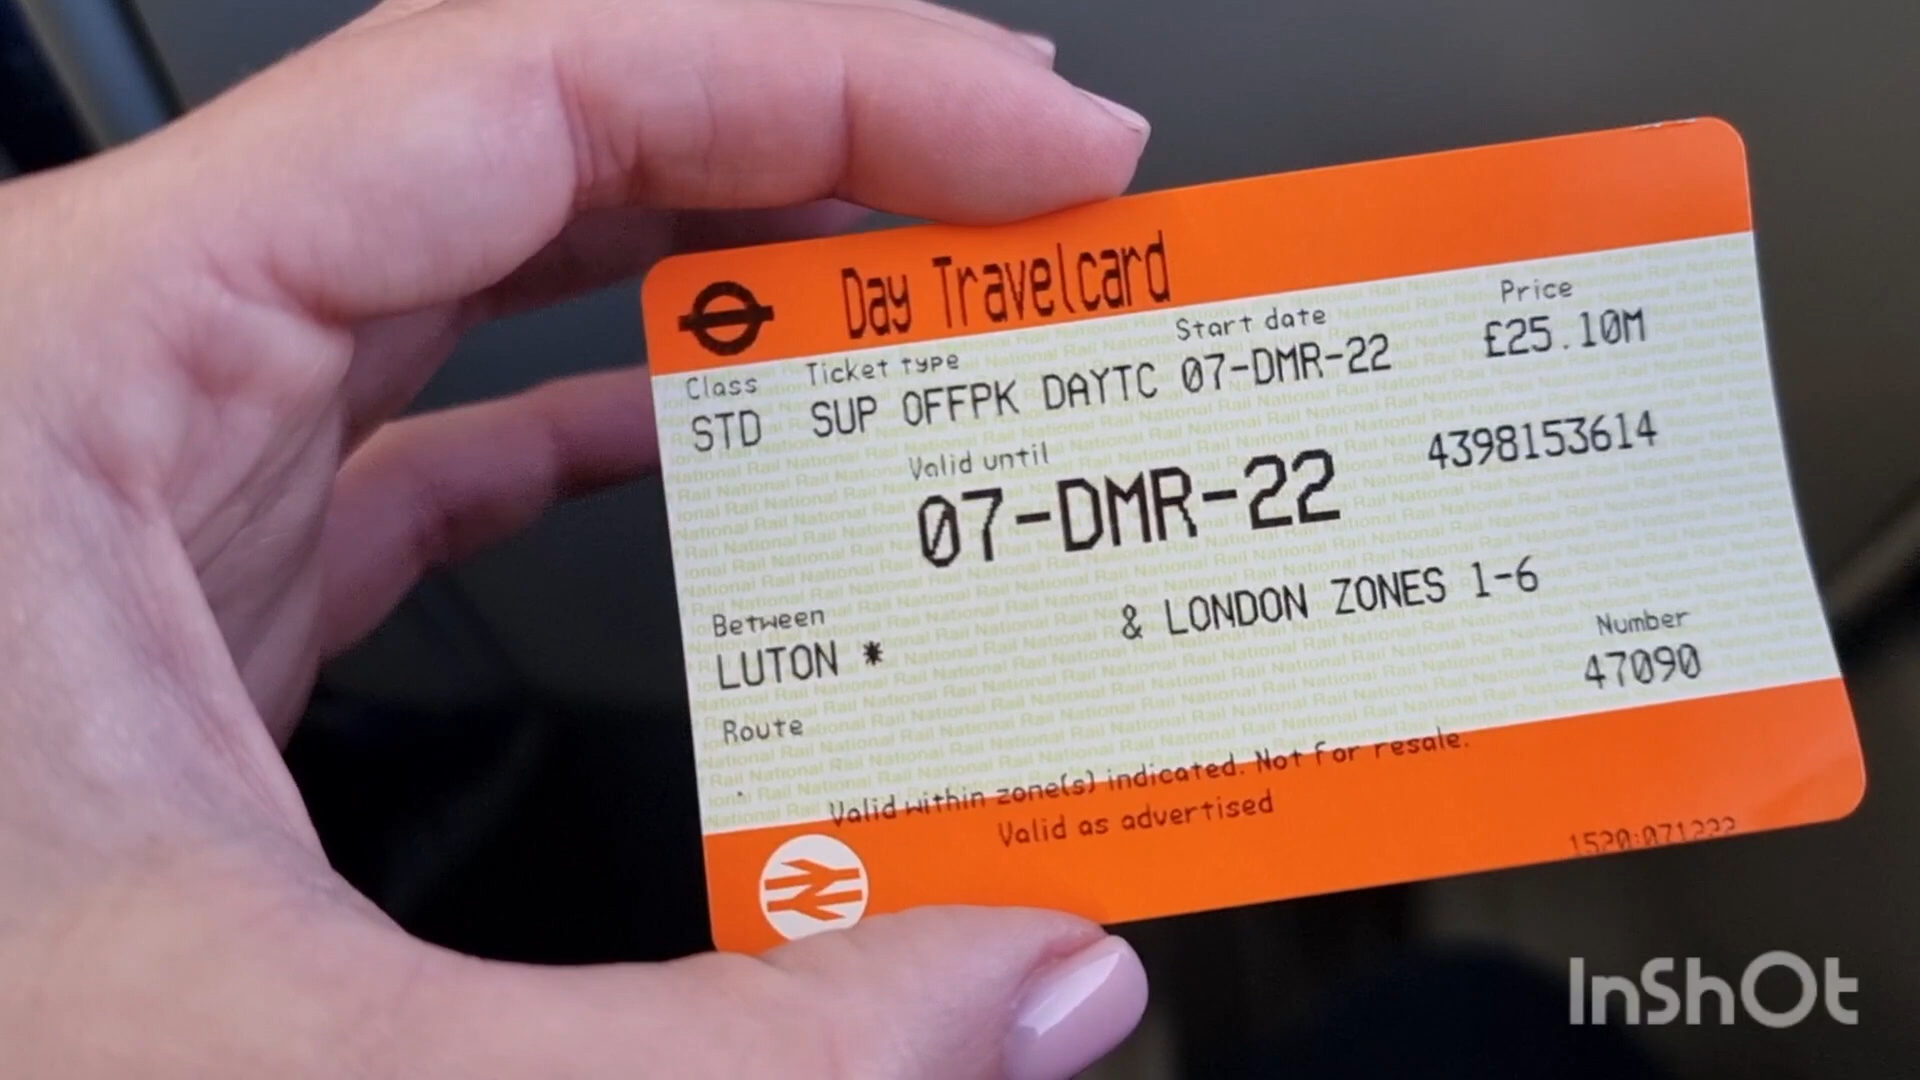 Day Travelcard
Class Ticket type Start date Price
STD SUP OFFPK DAYTC 07-DMR-22 £25.10M
Valid until
07-DMR-22 4398153614
Between
LUTON * & LONDON ZONES 1-6
Number
47090
Route
Valid within zone(s) indicated. Not for resale.
Valid as advertised
1520:071222
InShOt